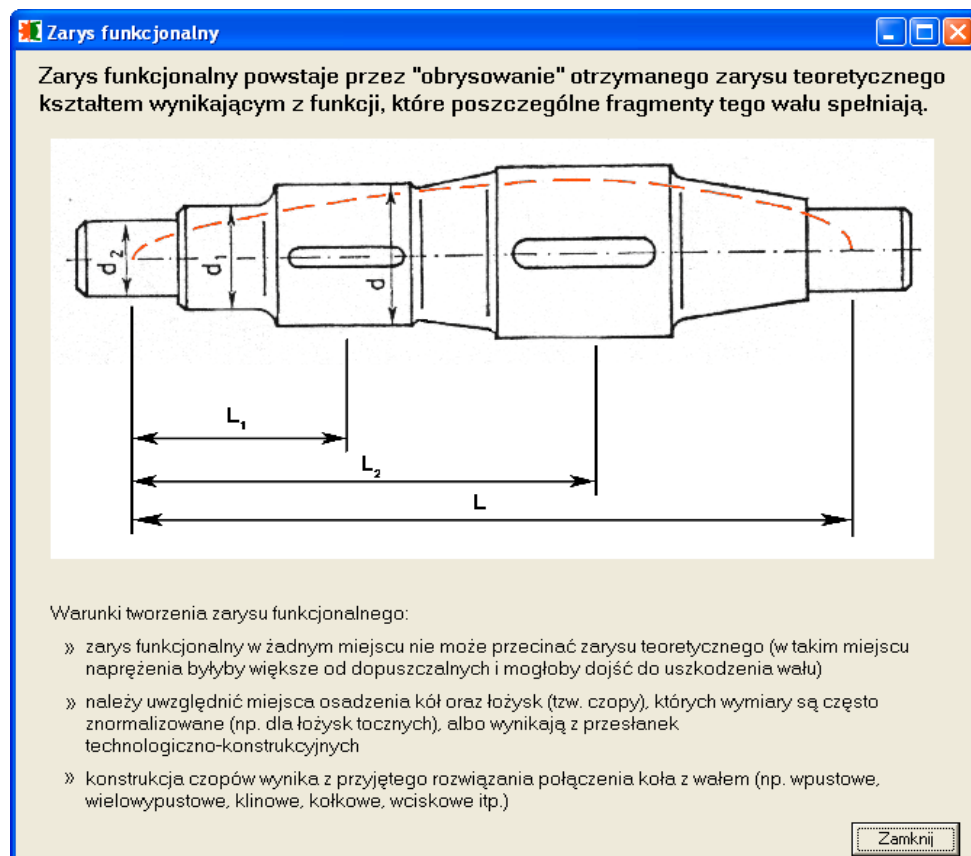 Zarys funkcjonalny
Zarys funkcjonalny powstaje przez "obrysowanie" otrzymanego zarysu teoretycznego
kształtem wynikającym z funkcji, które poszczególne fragmenty tego wału spełniają.
d2
d1
d
L1
L2
L
Warunki tworzenia zarysu funkcjonalnego:
» zarys funkcjonalny w żadnym miejscu nie może przecinać zarysu teoretycznego (w takim miejscu
naprężenia byłyby większe od dopuszczalnych i mogłoby dojść do uszkodzenia wału)
» należy uwzględnić miejsca osadzenia kół oraz łożysk (tzw. czopy), których wymiary są często
znormalizowane (np. dla łożysk tocznych), albo wynikają z przesłanek
technologiczno-konstrukcyjnych
» konstrukcja czopów wynika z przyjętego rozwiązania połączenia koła z wałem (np. wpustowe,
wielowypustowe, klinowe, kołkowe, wciskowe itp.)
Zamknij